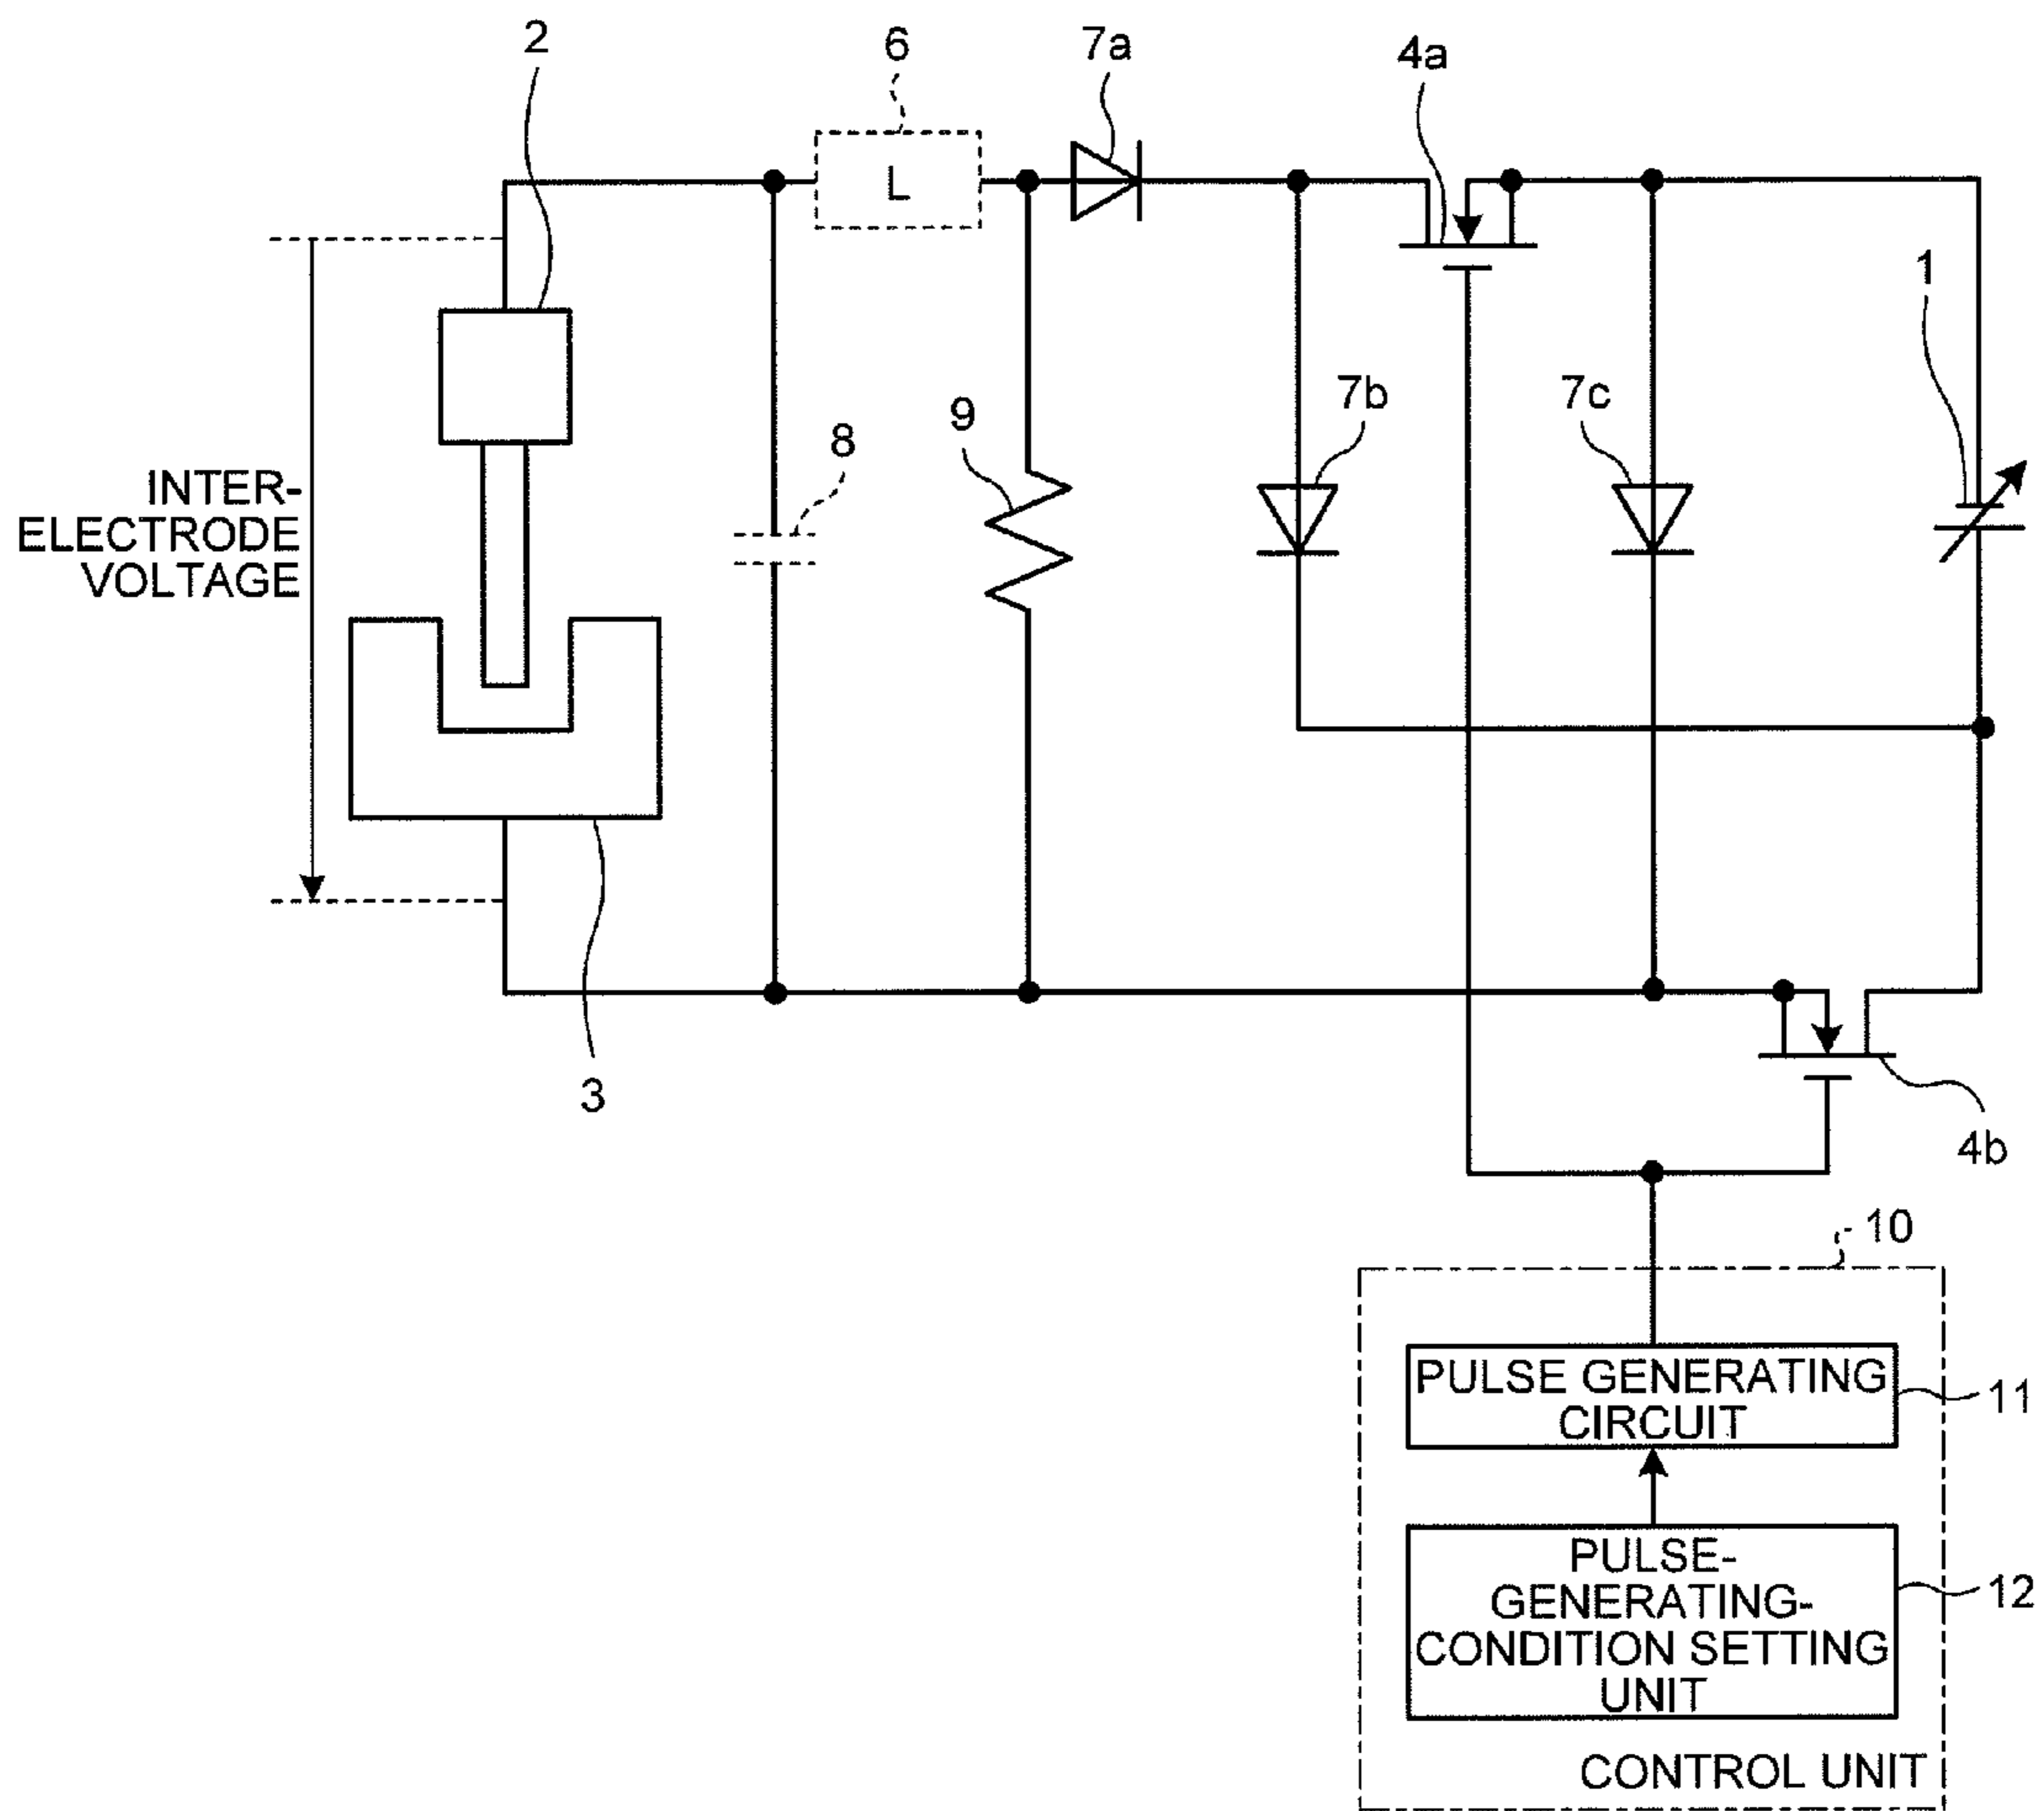 2
6
7a
4a
L
1
7b
7c
9
8
INTER-
ELECTRODE
VOLTAGE
3
4b
10
PULSE GENERATING
CIRCUIT
11
PULSE-
GENERATING-
CONDITION SETTING
UNIT
12
CONTROL UNIT